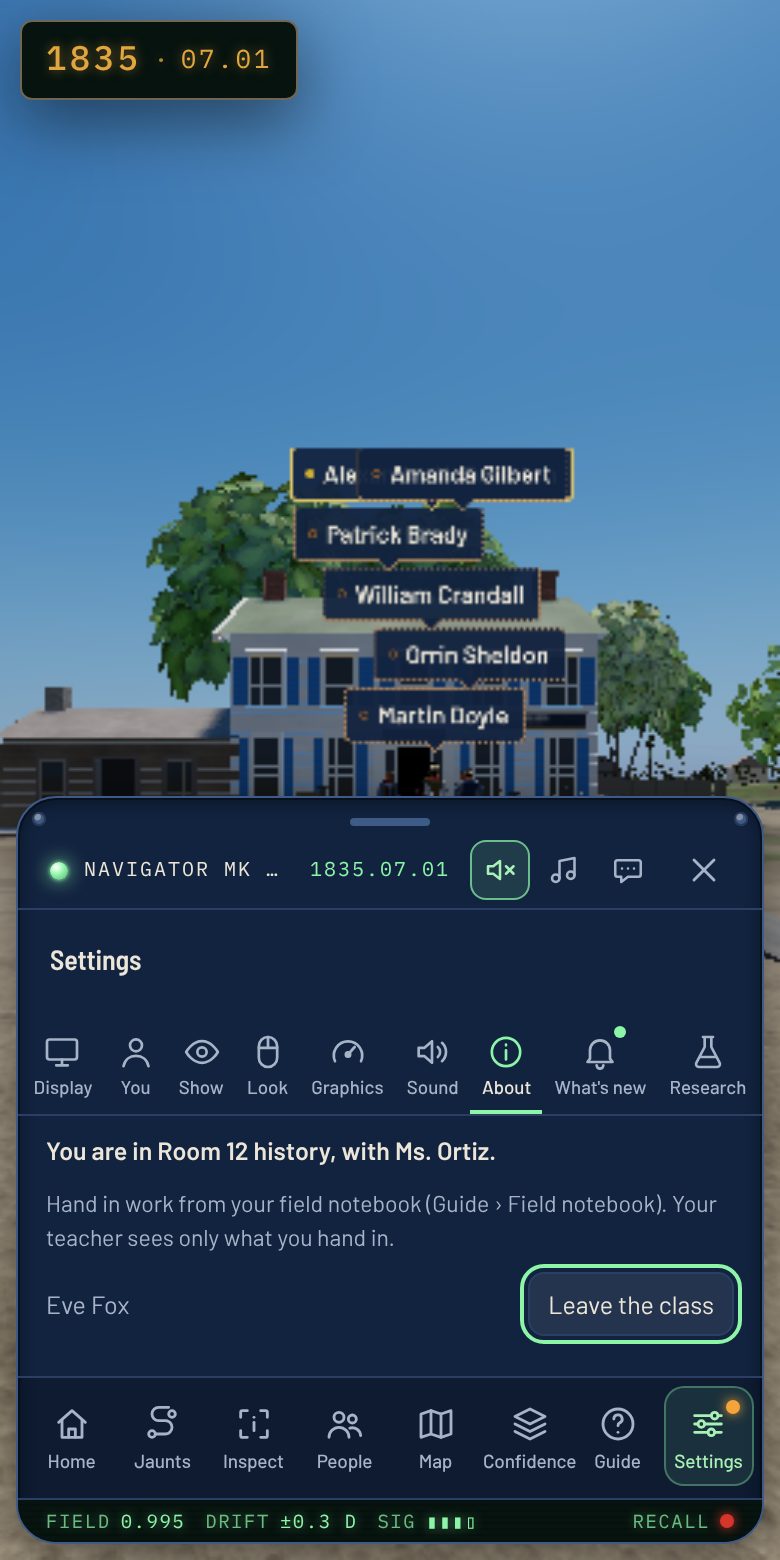 1835 · 07.01
Ale
Amanda Gilbert
Patrick Brady
William Crandall
Orrin Sheldon
Martin Doyle
NAVIGATOR MK …
1835.07.01
Settings
Display
You
Show
Look
Graphics
Sound
About
What's new
Research
You are in Room 12 history, with Ms. Ortiz.
Hand in work from your field notebook (Guide › Field notebook). Your
teacher sees only what you hand in.
Eve Fox
Leave the class
Home
Jaunts
Inspect
People
Map
Confidence
Guide
Settings
FIELD 0.995 DRIFT ±0.3 D SIG
RECALL